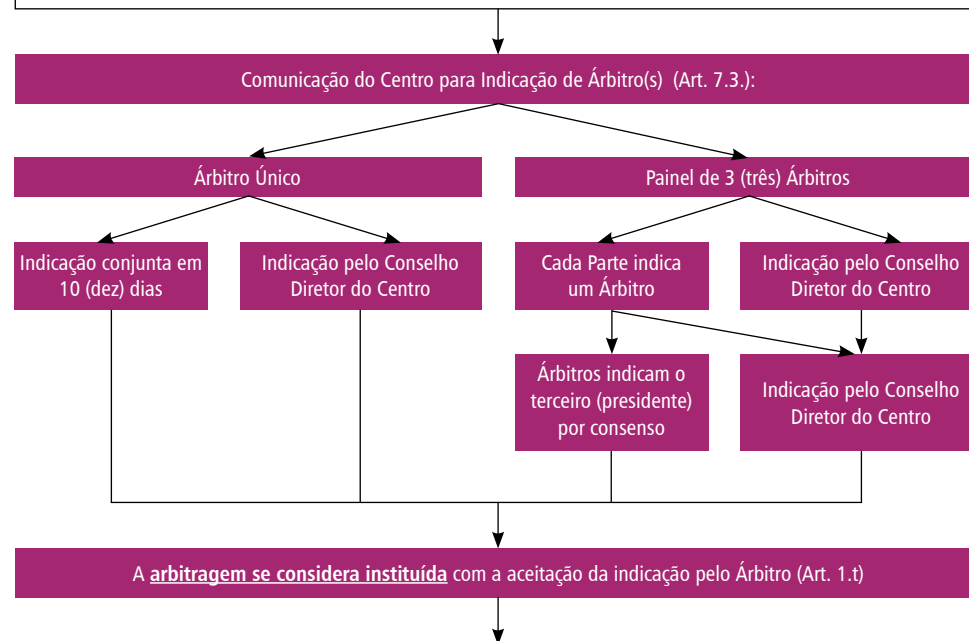 Comunicação do Centro para Indicação de Árbitro(s) (Art. 7.3.):
Árbitro Único
Painel de 3 (três) Árbitros
Indicação conjunta em
10 (dez) dias
Indicação pelo Conselho
Diretor do Centro
Cada Parte indica
um Árbitro
Indicação pelo Conselho
Diretor do Centro
Árbitros indicam o
terceiro (presidente)
por consenso
Indicação pelo Conselho
Diretor do Centro
A arbitragem se considera instituída com a aceitação da indicação pelo Árbitro (Art. 1.t)